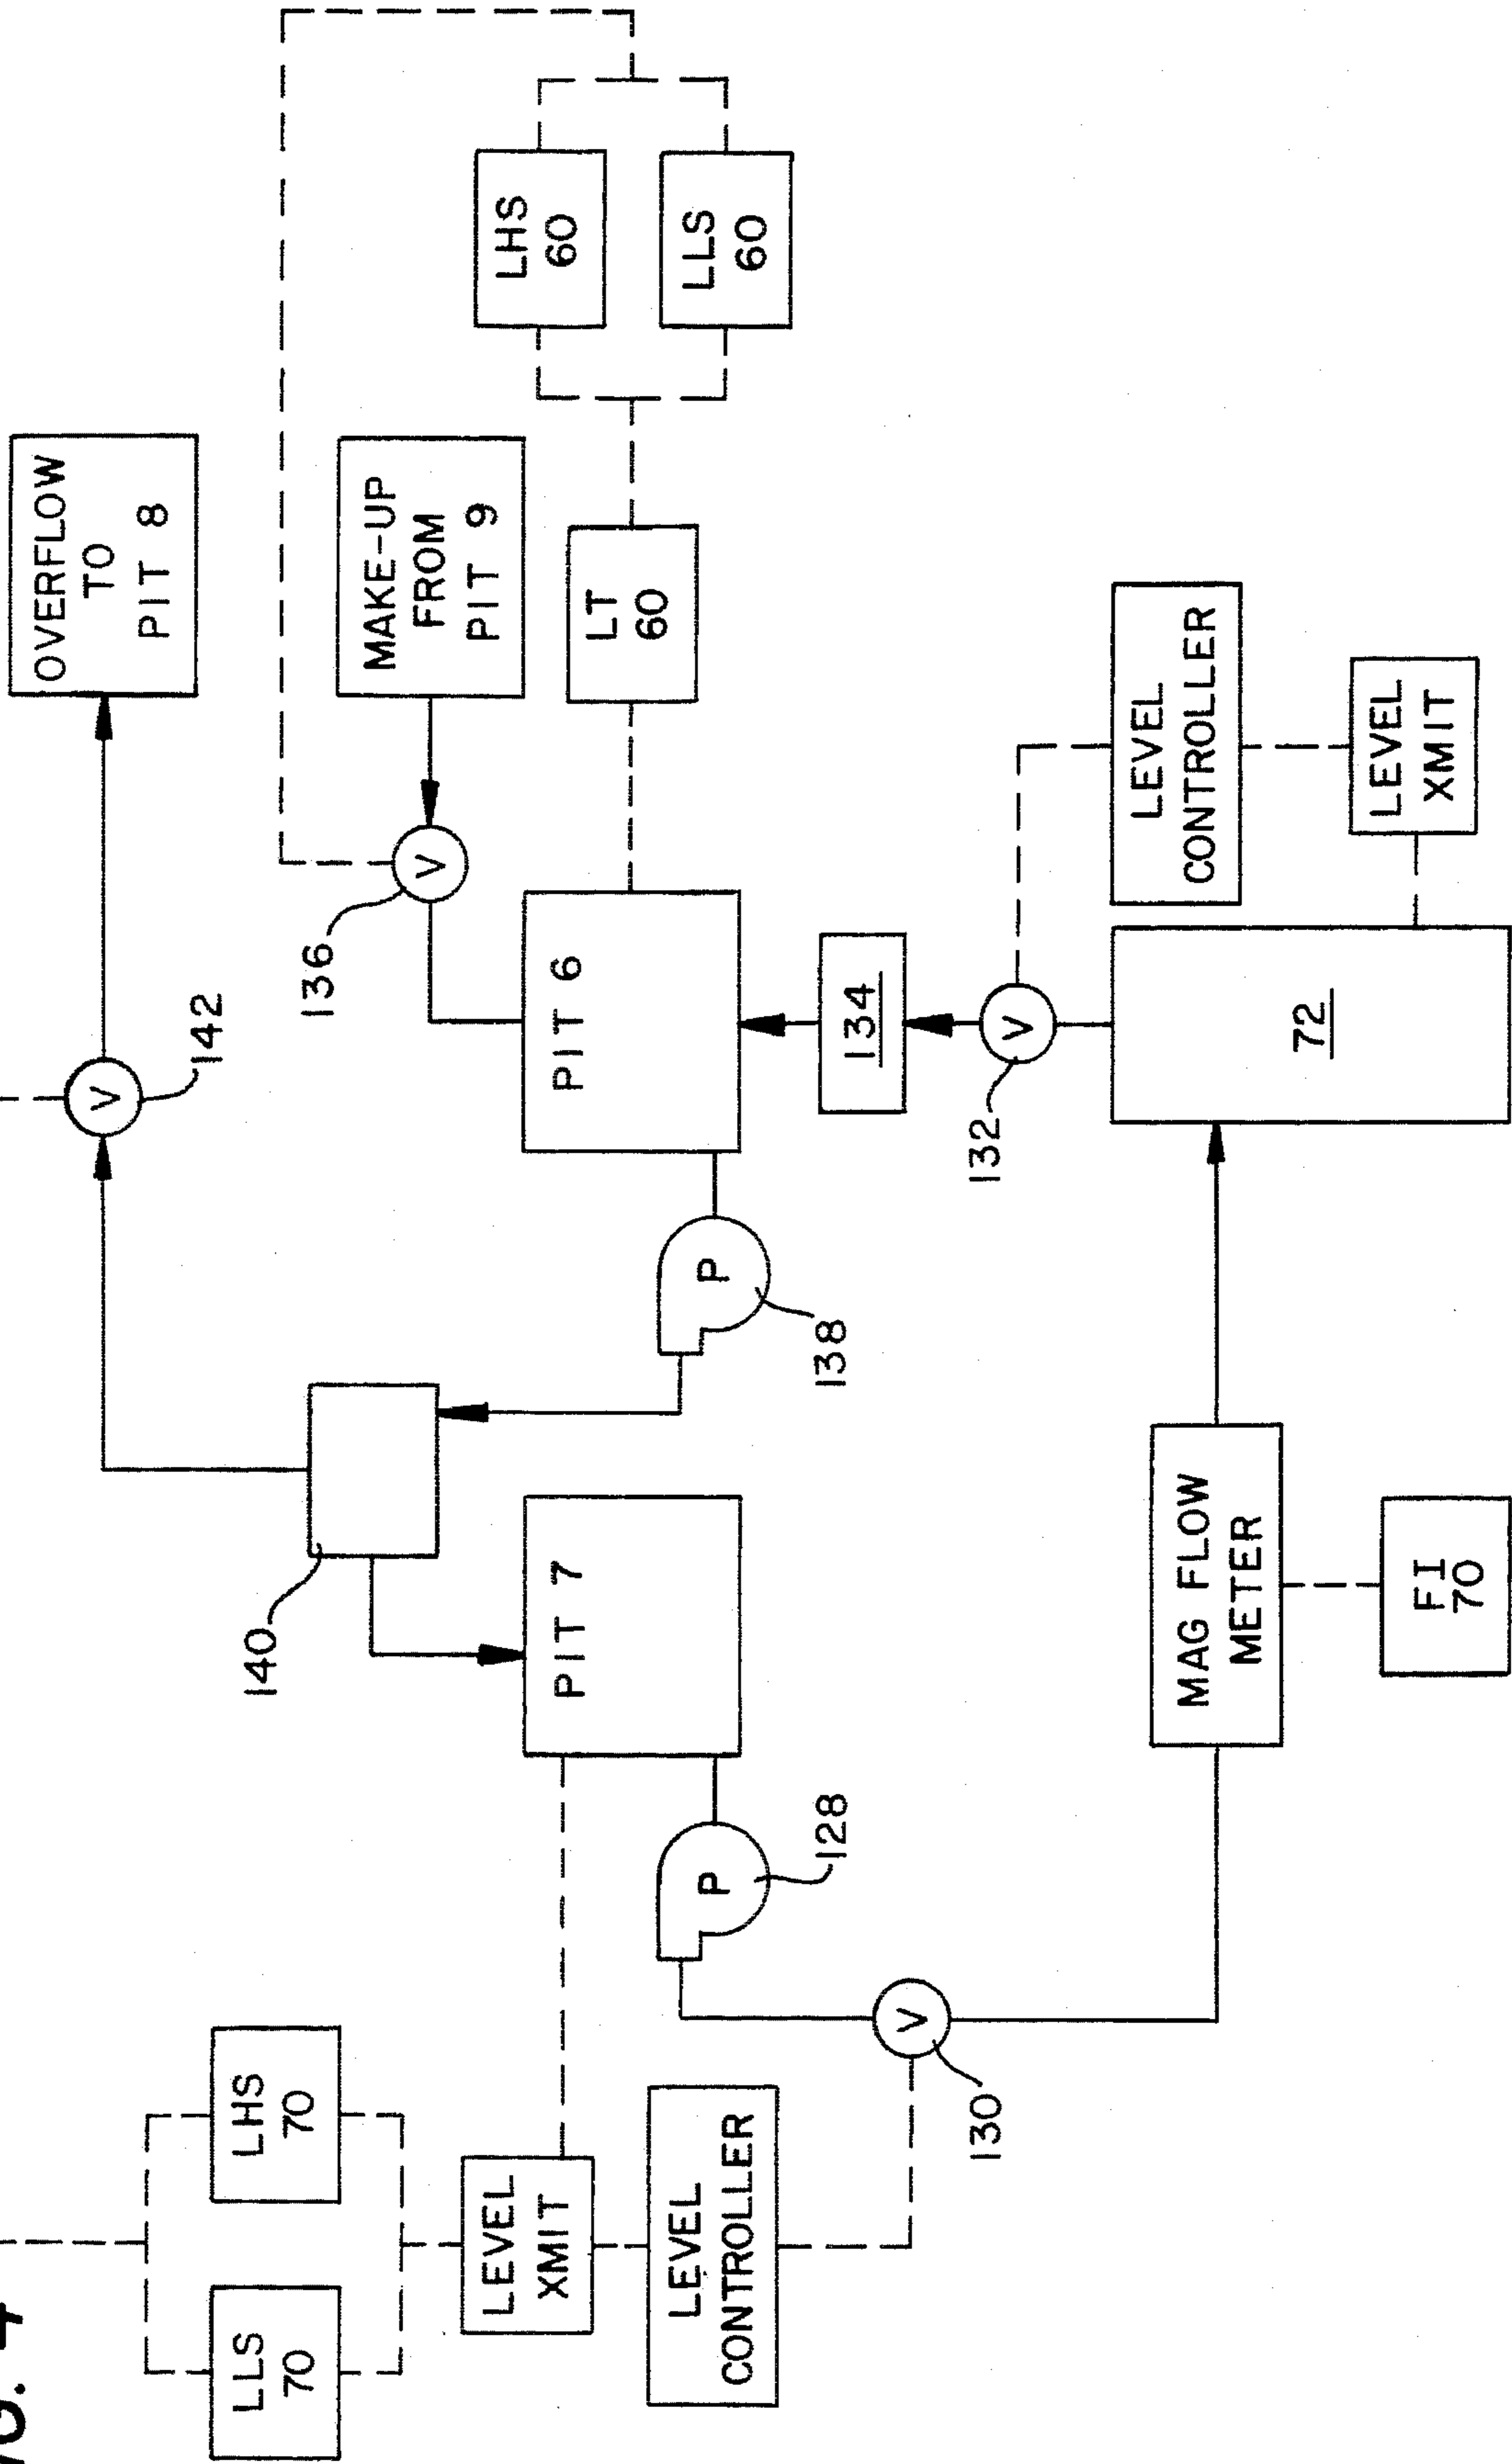 4
OVERFLOW
TO
PIT 8
142
LLS
70
LHS
70
140
136
V
V
MAKE-UP
FROM
PIT 9
LHS
60
LEVEL
XMIT
PIT 7
PIT 6
LT
60
LLS
60
LEVEL
CONTROLLER
P
128
P
138
134
V
130
V
132
MAG FLOW
METER
72
LEVEL
CONTROLLER
FI
70
LEVEL
XMIT